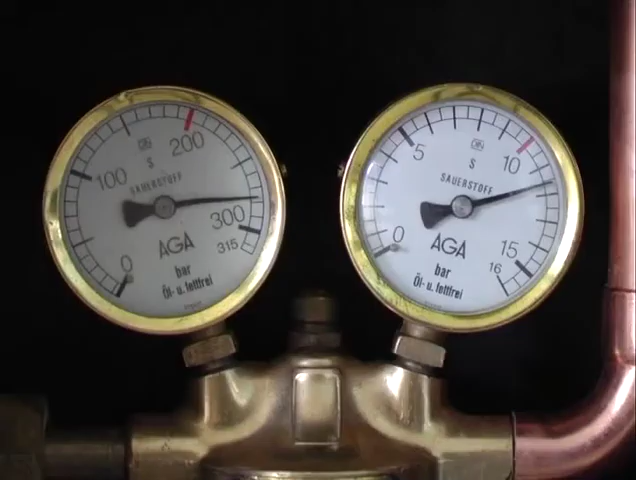 200
100
S
SAUERSTOFF
300
315
0
AGA
bar
Öl- u. fettfrei
5
10
S
SAUERSTOFF
0
15
16
AGA
bar
Öl- u. fettfrei